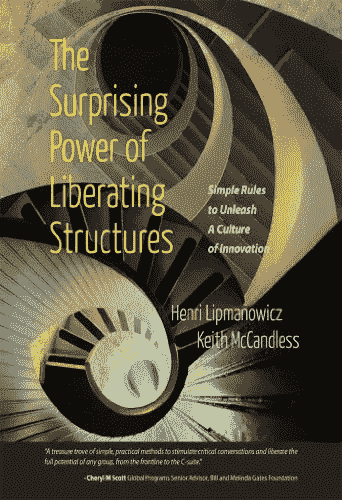 The
Surprising
Power of
Liberating
Structures
Simple Rules
to Unleash
A Culture
of Innovation
Henri Lipmanowicz
Keith McCandless
"A treasure trove of simple, practical methods to stimulate critical conversations and liberate the
full potential of any group, from the frontline to the C-suite."
-Cheryl M Scott Global Programs Senior Advisor, Bill and Melinda Gates Foundation